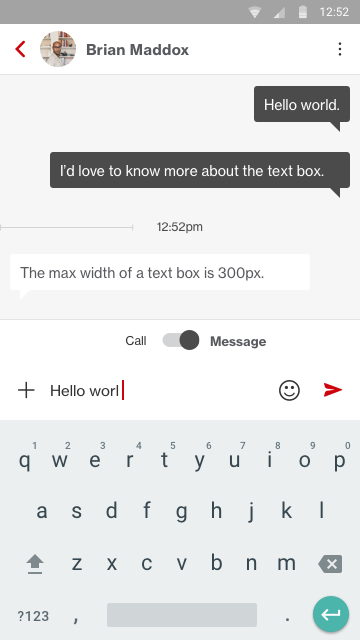 12:52
Brian Maddox
Hello world.
I'd love to know more about the text box.
12:52pm
The max width of a text box is 300px.
Call Message
Hello worl
1 2 3 4 5 6 7 8 9 0
q w e r t y u i o p
a s d f g h j k l
z x c v b n m
?123 , .